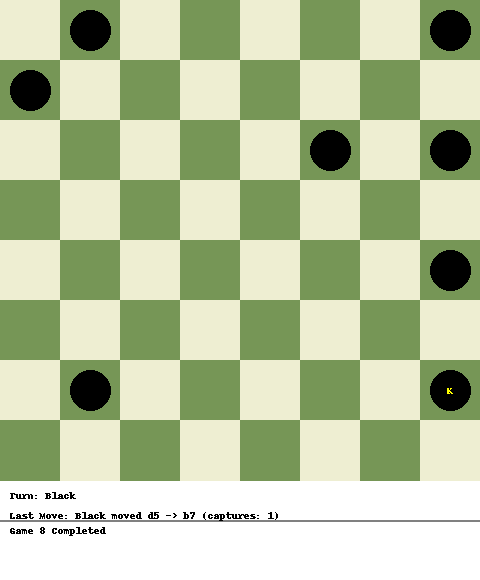 K
Turn: Black
Last Move: Black moved d5 -> b7 (captures: 1)
Game 8 Completed